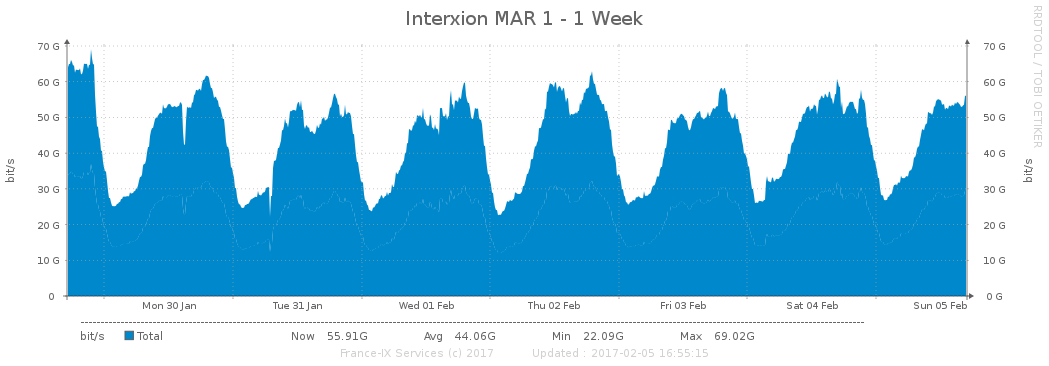 Interxion MAR 1 - 1 Week
RRDTOOL / TOBI OETIKER
70 G 70 G
60 G 60 G
50 G 50 G
40 G 40 G
30 G 30 G
20 G 20 G
10 G 10 G
0 0 G
bit/s bit/s
Mon 30 Jan Tue 31 Jan Wed 01 Feb Thu 02 Feb Fri 03 Feb Sat 04 Feb Sun 05 Feb
bit/s Total Now 55.91G Avg 44.06G Min 22.09G Max 69.02G
France-IX Services (c) 2017 Updated : 2017-02-05 16:55:15